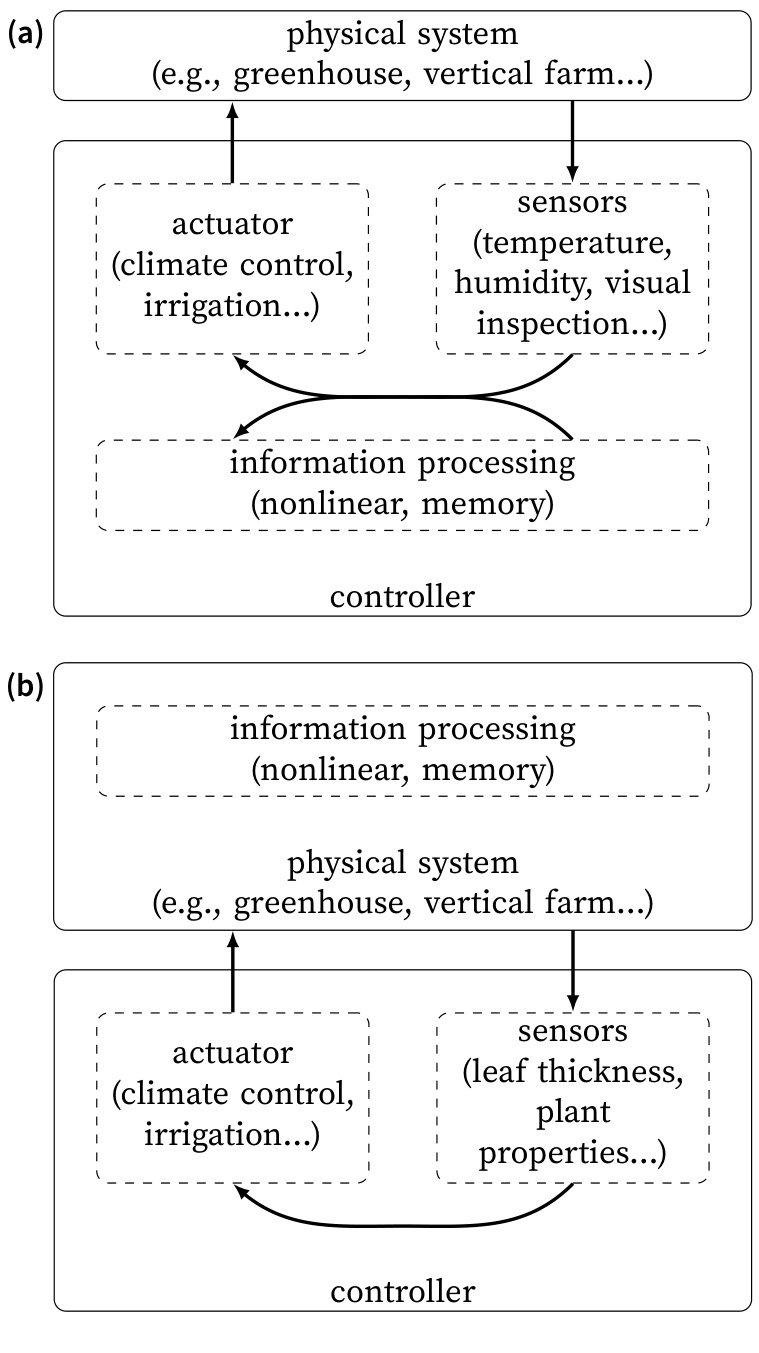 (a)
physical system
(e.g., greenhouse, vertical farm...)
actuator
(climate control,
irrigation...)
sensors
(temperature,
humidity, visual
inspection...)
information processing
(nonlinear, memory)
controller
(b)
information processing
(nonlinear, memory)
physical system
(e.g., greenhouse, vertical farm...)
actuator
(climate control,
irrigation...)
sensors
(leaf thickness,
plant
properties...)
controller